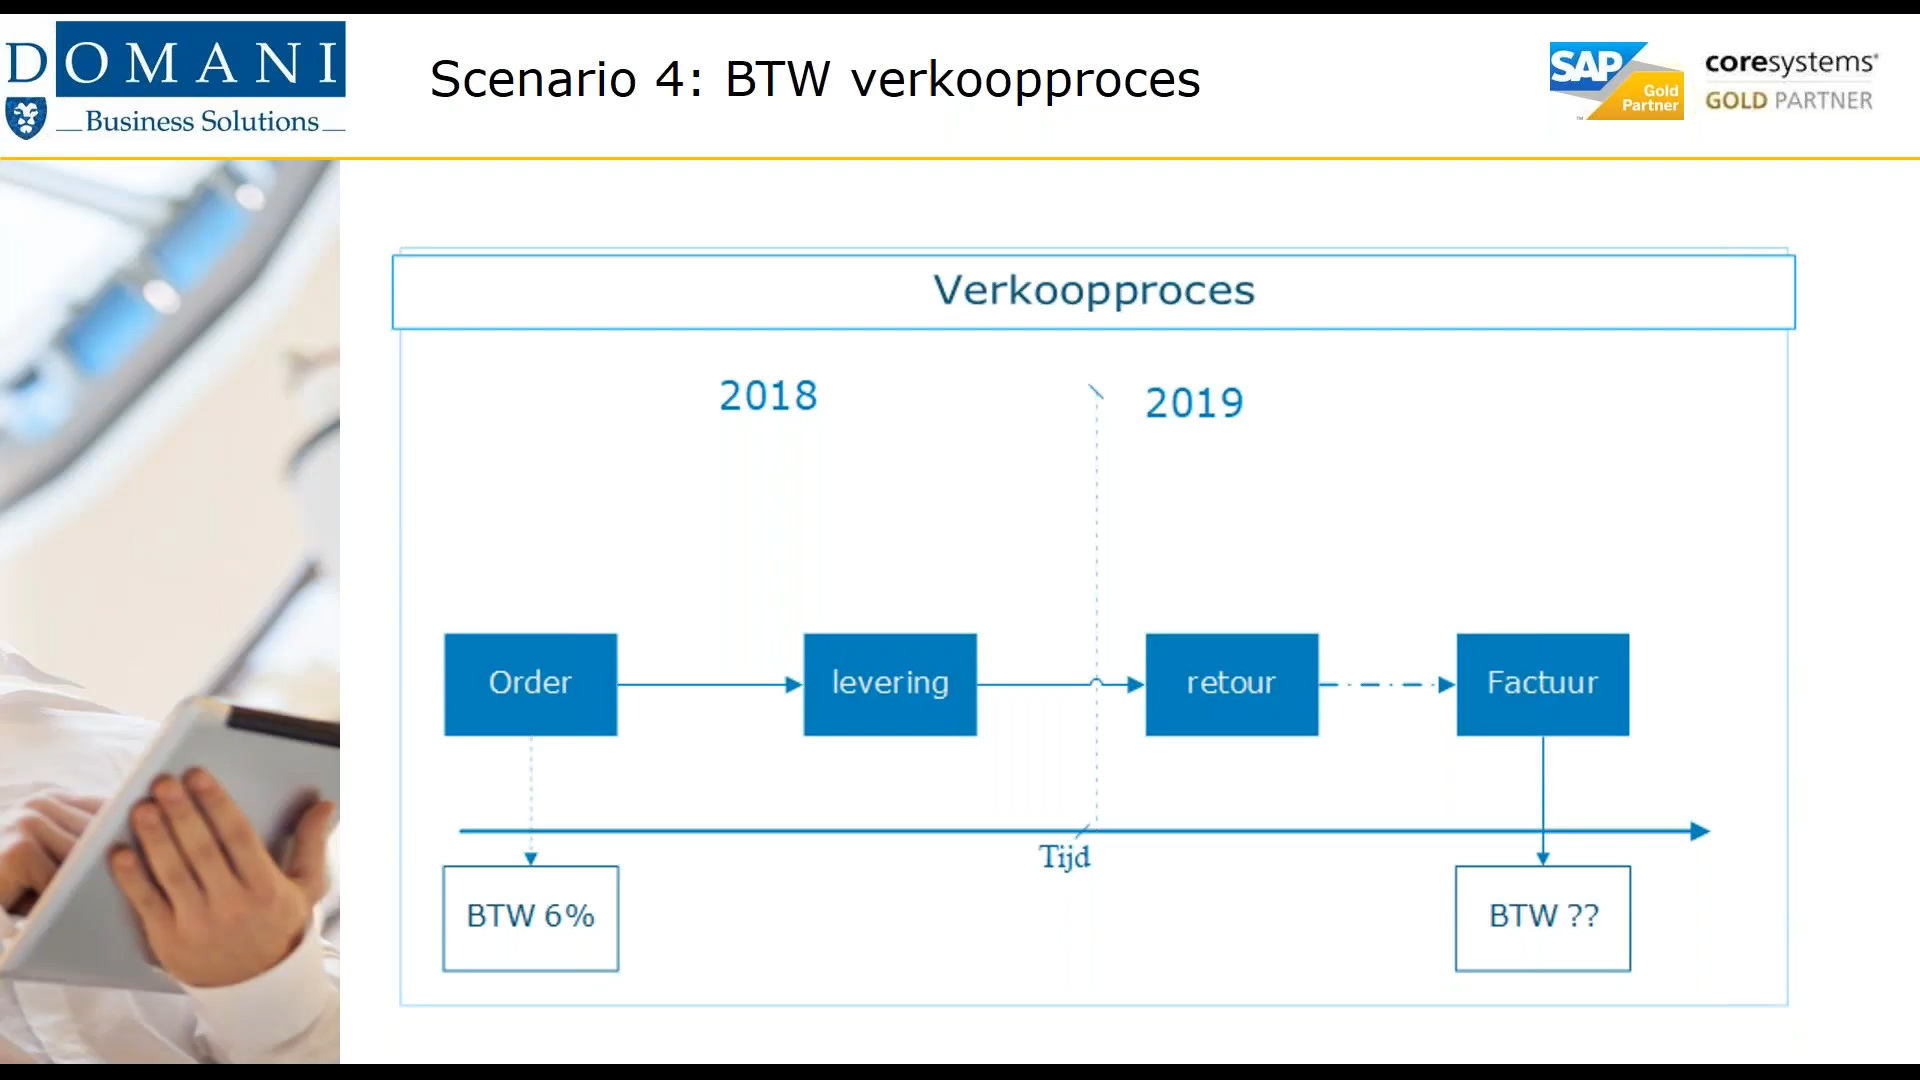 DOMANI
Business Solutions
Scenario 4: BTW verkoopproces
SAP
Gold
Partner
TM
coresystems®
GOLD PARTNER
Verkoopproces
2018
2019
Order
levering
retour
Factuur
Tijd
BTW 6%
BTW ??